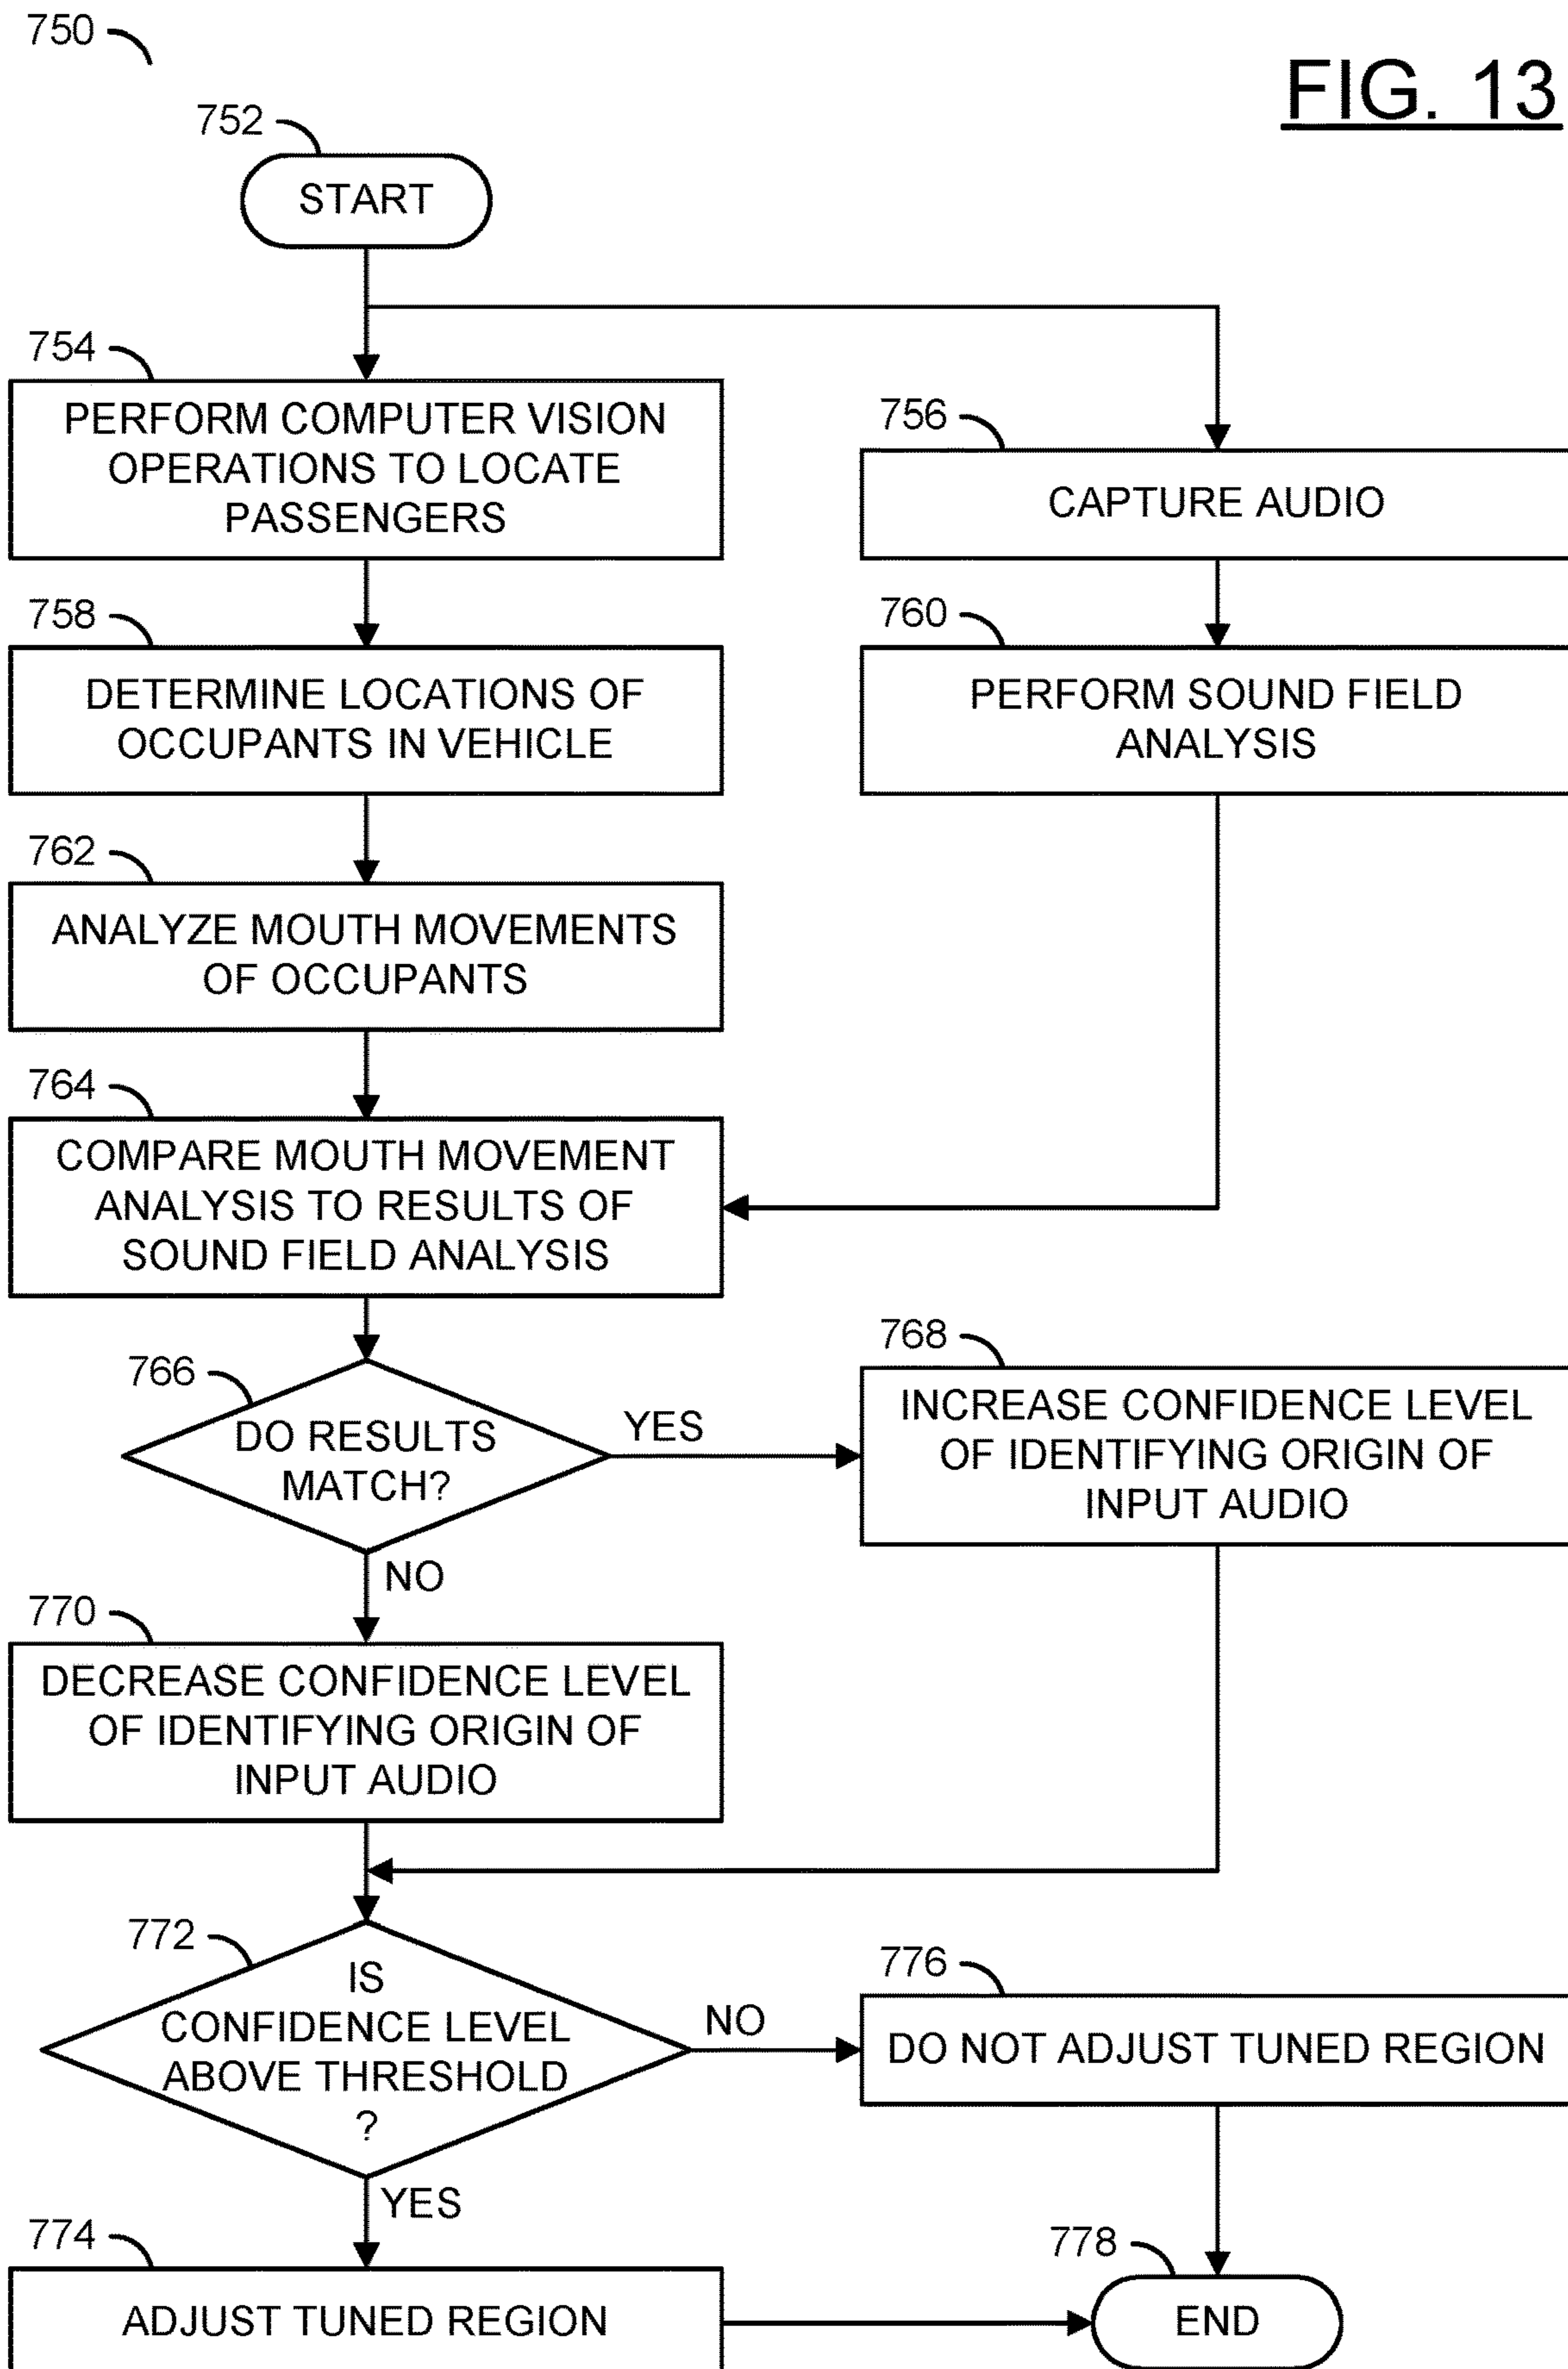 750
FIG. 13
752
START
754
PERFORM COMPUTER VISION
OPERATIONS TO LOCATE
PASSENGERS
756
CAPTURE AUDIO
758
DETERMINE LOCATIONS OF
OCCUPANTS IN VEHICLE
760
PERFORM SOUND FIELD
ANALYSIS
762
ANALYZE MOUTH MOVEMENTS
OF OCCUPANTS
764
COMPARE MOUTH MOVEMENT
ANALYSIS TO RESULTS OF
SOUND FIELD ANALYSIS
766
DO RESULTS
MATCH?
YES
768
INCREASE CONFIDENCE LEVEL
OF IDENTIFYING ORIGIN OF
INPUT AUDIO
NO
770
DECREASE CONFIDENCE LEVEL
OF IDENTIFYING ORIGIN OF
INPUT AUDIO
772
IS
CONFIDENCE LEVEL
ABOVE THRESHOLD
?
NO
776
DO NOT ADJUST TUNED REGION
YES
774
ADJUST TUNED REGION
778
END